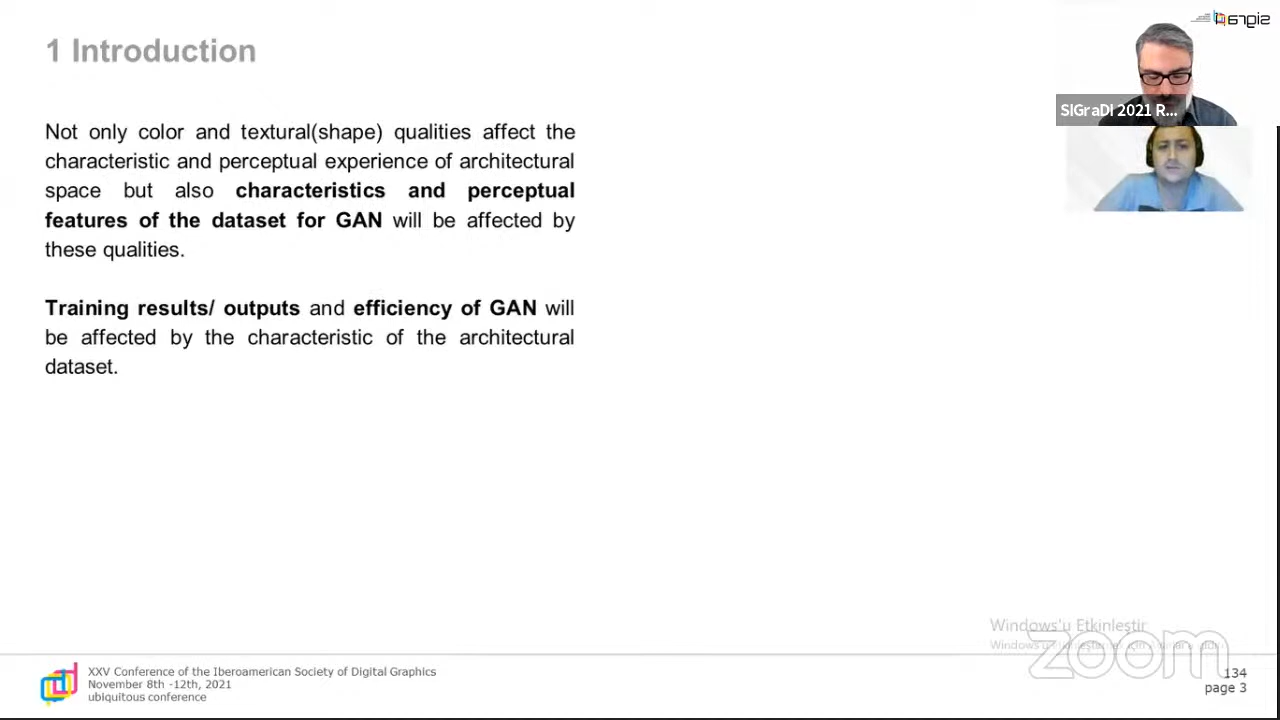 1 Introduction
Not only color and textural(shape) qualities affect the
characteristic and perceptual experience of architectural
space but also characteristics and perceptual
features of the dataset for GAN will be affected by
these qualities.
Training results/ outputs and efficiency of GAN will
be affected by the characteristic of the architectural
dataset.
SIGraDI 2021 R...
Windows'u Etkinleştir
Windows'u
zoom
XXV Conference of the Iberoamerican Society of Digital Graphics
November 8th -12th, 2021
ubiquitous conference
134
page 3